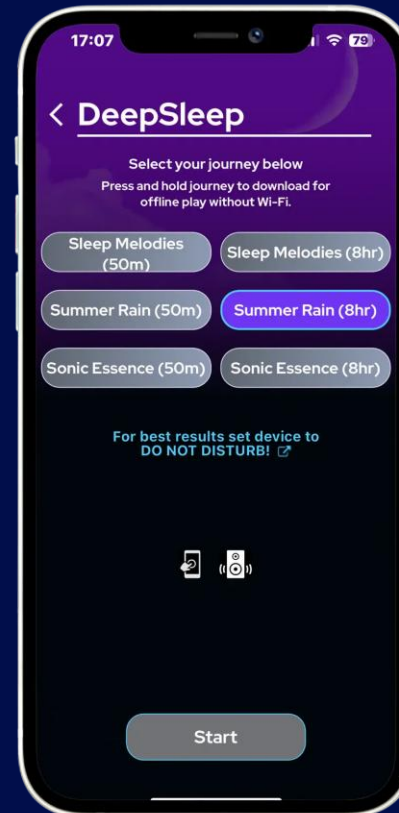 17:07
79
DeepSleep
Select your journey below
Press and hold journey to download for
offline play without Wi-Fi.
Sleep Melodies
(50m)
Sleep Melodies (8hr)
Summer Rain (50m)
Summer Rain (8hr)
Sonic Essence (50m)
Sonic Essence (8hr)
For best results set device to
DO NOT DISTURB!
Start